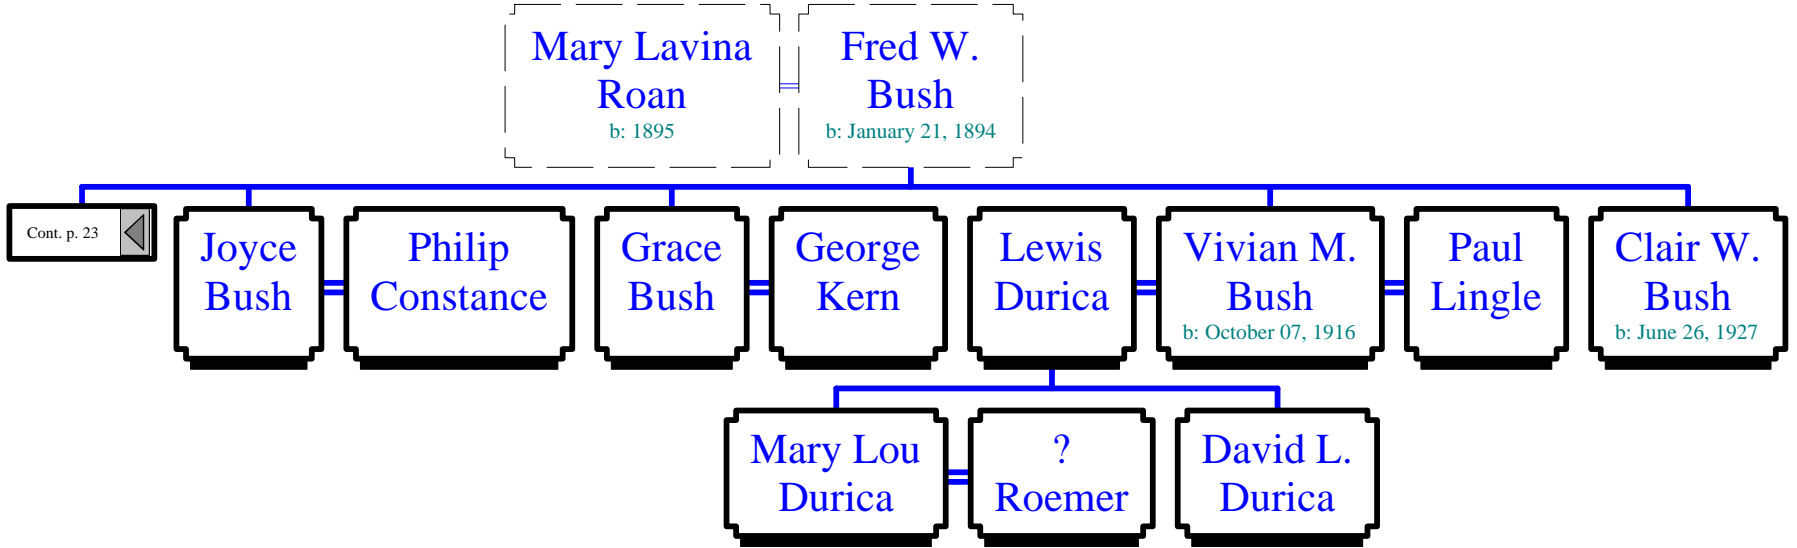 Mary Lavina
Roan
b: 1895
Fred W.
Bush
b: January 21, 1894
Cont. p. 23
Joyce
Bush
Philip
Constance
Grace
Bush
George
Kern
Lewis
Durica
Vivian M.
Bush
b: October 07, 1916
Paul
Lingle
Clair W.
Bush
b: June 26, 1927
Mary Lou
Durica
?
Roemer
David L.
Durica